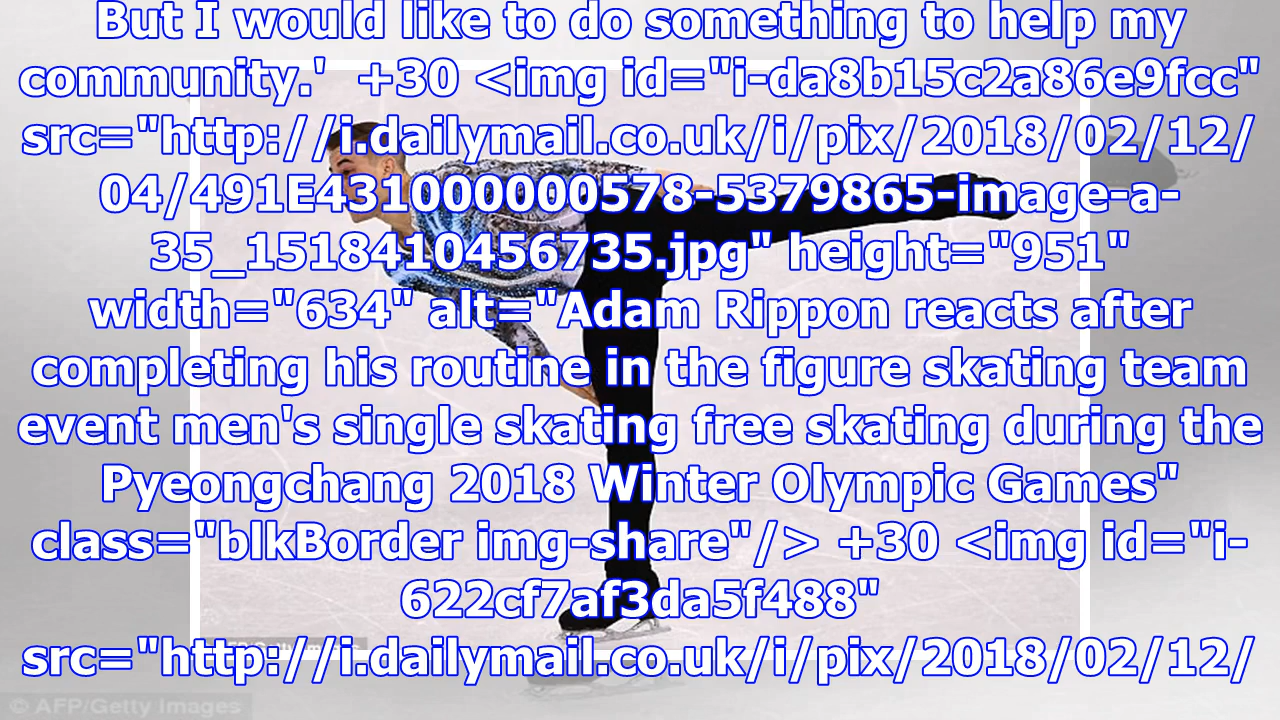 But I would like to do something to help my
community.' +30 <img id="i-da8b15c2a86e9fcc"
src="http://i.dailymail.co.uk/i/pix/2018/02/12/
04/491E431000000578-5379865-image-a-
35_1518410456735.jpg" height="951"
width="634" alt="Adam Rippon reacts after
completing his routine in the figure skating team
event men's single skating free skating during the
Pyeongchang 2018 Winter Olympic Games"
class="blkBorder img-share"/> +30 <img id="i-
622cf7af3da5f488"
src="http://i.dailymail.co.uk/i/pix/2018/02/12/
© AFP/Getty Images